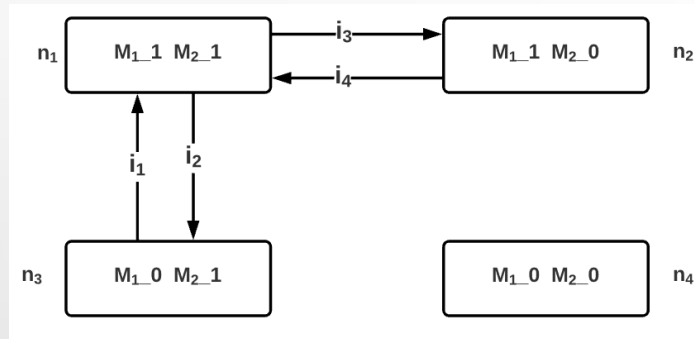 i₃
n₁ M₁_1 M₂_1 M₁_1 M₂_0 n₂
i₄
i₁ i₂
n₃ M₁_0 M₂_1 M₁_0 M₂_0 n₄